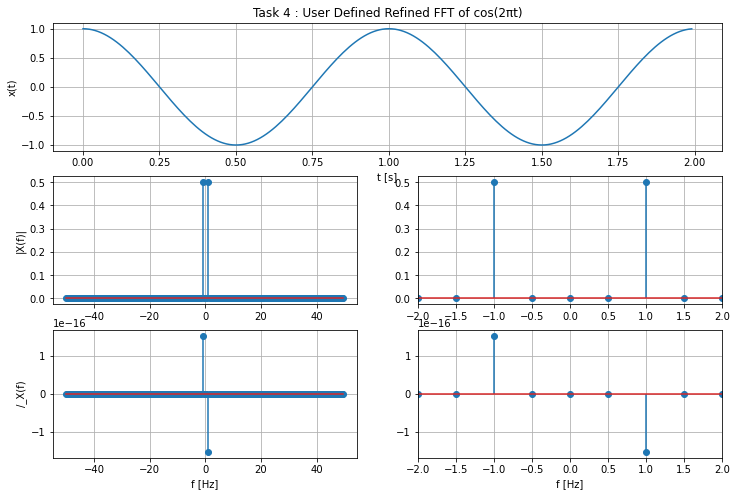 Task 4 : User Defined Refined FFT of cos(2πt)
x(t)
1.0
0.5
0.0
−0.5
−1.0
0.00 0.25 0.50 0.75 1.00 1.25 1.50 1.75 2.00
t [s]
|X(f)|
0.5
0.4
0.3
0.2
0.1
0.0
−40 −20 0 20 40
0.5
0.4
0.3
0.2
0.1
0.0
−2.0 −1.5 −1.0 −0.5 0.0 0.5 1.0 1.5 2.0
1e−16
/_X(f)
1
0
−1
−40 −20 0 20 40
f [Hz]
1e−16
1
0
−1
−2.0 −1.5 −1.0 −0.5 0.0 0.5 1.0 1.5 2.0
f [Hz]